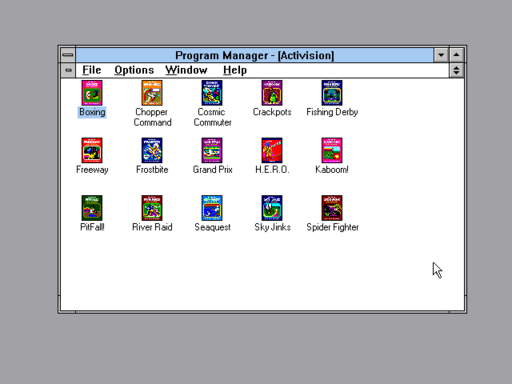 Program Manager - [Activision]
File Options Window Help
Boxing
Chopper Command
Cosmic Commuter
Crackpots
Fishing Derby
Freeway
Frostbite
Grand Prix
H.E.R.O.
Kaboom!
PitFall!
River Raid
Seaquest
Sky Jinks
Spider Fighter